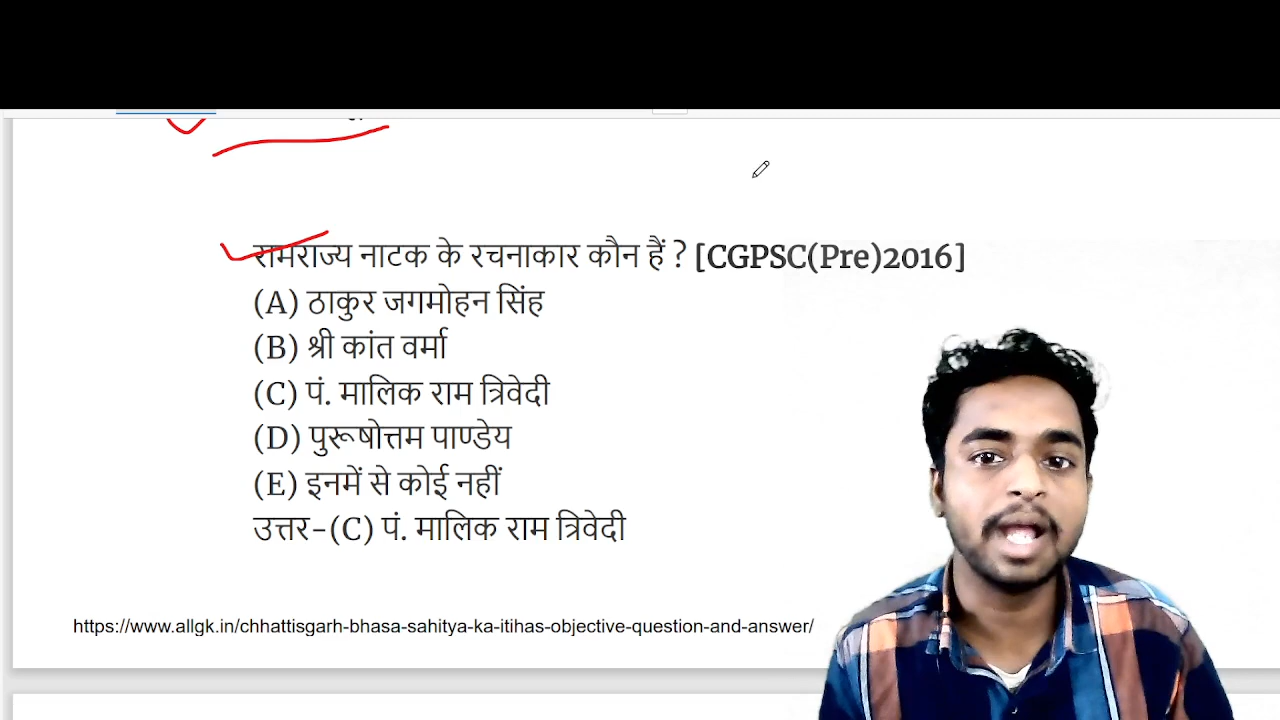 रामराज्य नाटक के रचनाकार कौन हैं ? [CGPSC(Pre)2016]
(A) ठाकुर जगमोहन सिंह
(B) श्री कांत वर्मा
(C) पं. मालिक राम त्रिवेदी
(D) पुरूषोत्तम पाण्डेय
(E) इनमें से कोई नहीं
उत्तर-(C) पं. मालिक राम त्रिवेदी
https://www.allgk.in/chhattisgarh-bhasa-sahitya-ka-itihas-objective-question-and-answer/